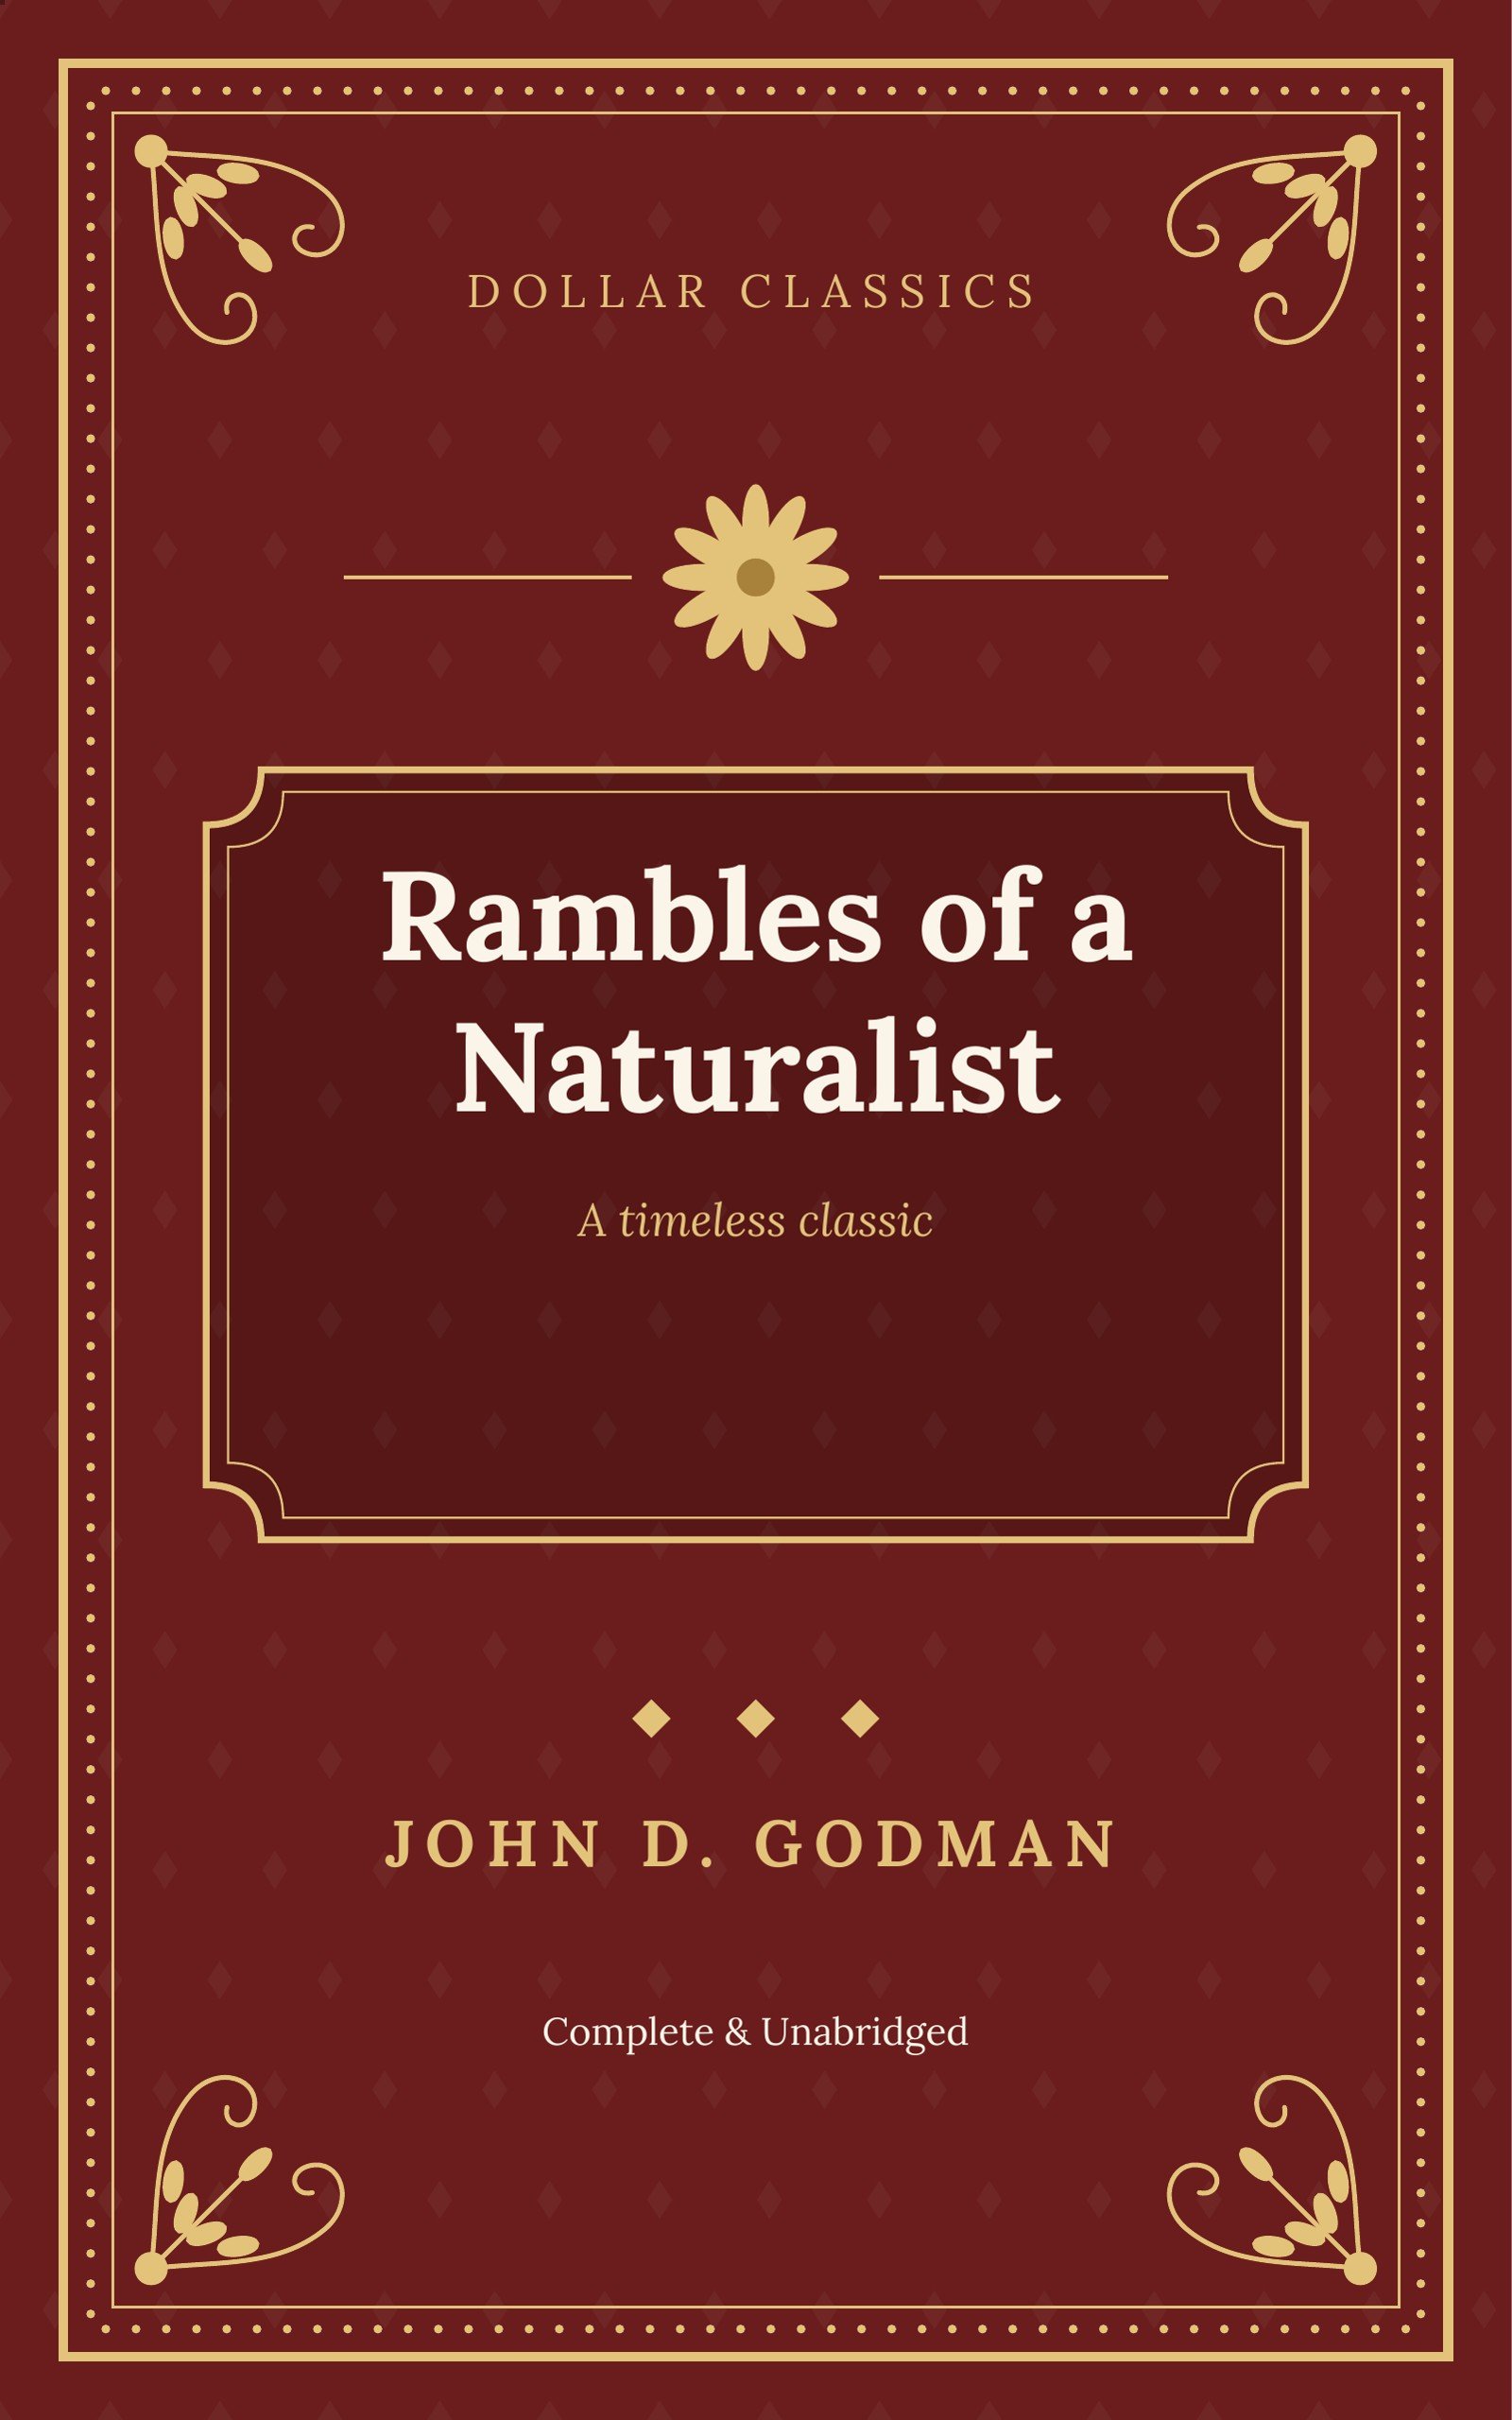 DOLLAR CLASSICS
Rambles of a
Naturalist
A timeless classic
JOHN D. GODMAN
Complete & Unabridged